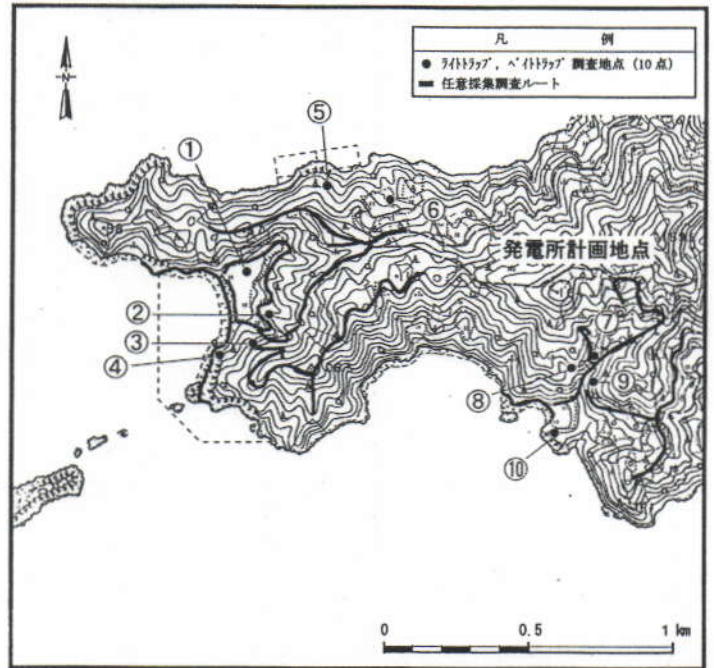 凡 例
● ﾗｲﾄﾄﾗｯﾌﾟ, ﾍﾞｲﾄﾄﾗｯﾌﾟ 調査地点 (10点)
任意採集調査ルート
N
⑤
①
⑥
発電所計画地点
②
③
④
⑦
⑨
⑧
⑩
0 0.5 1 km